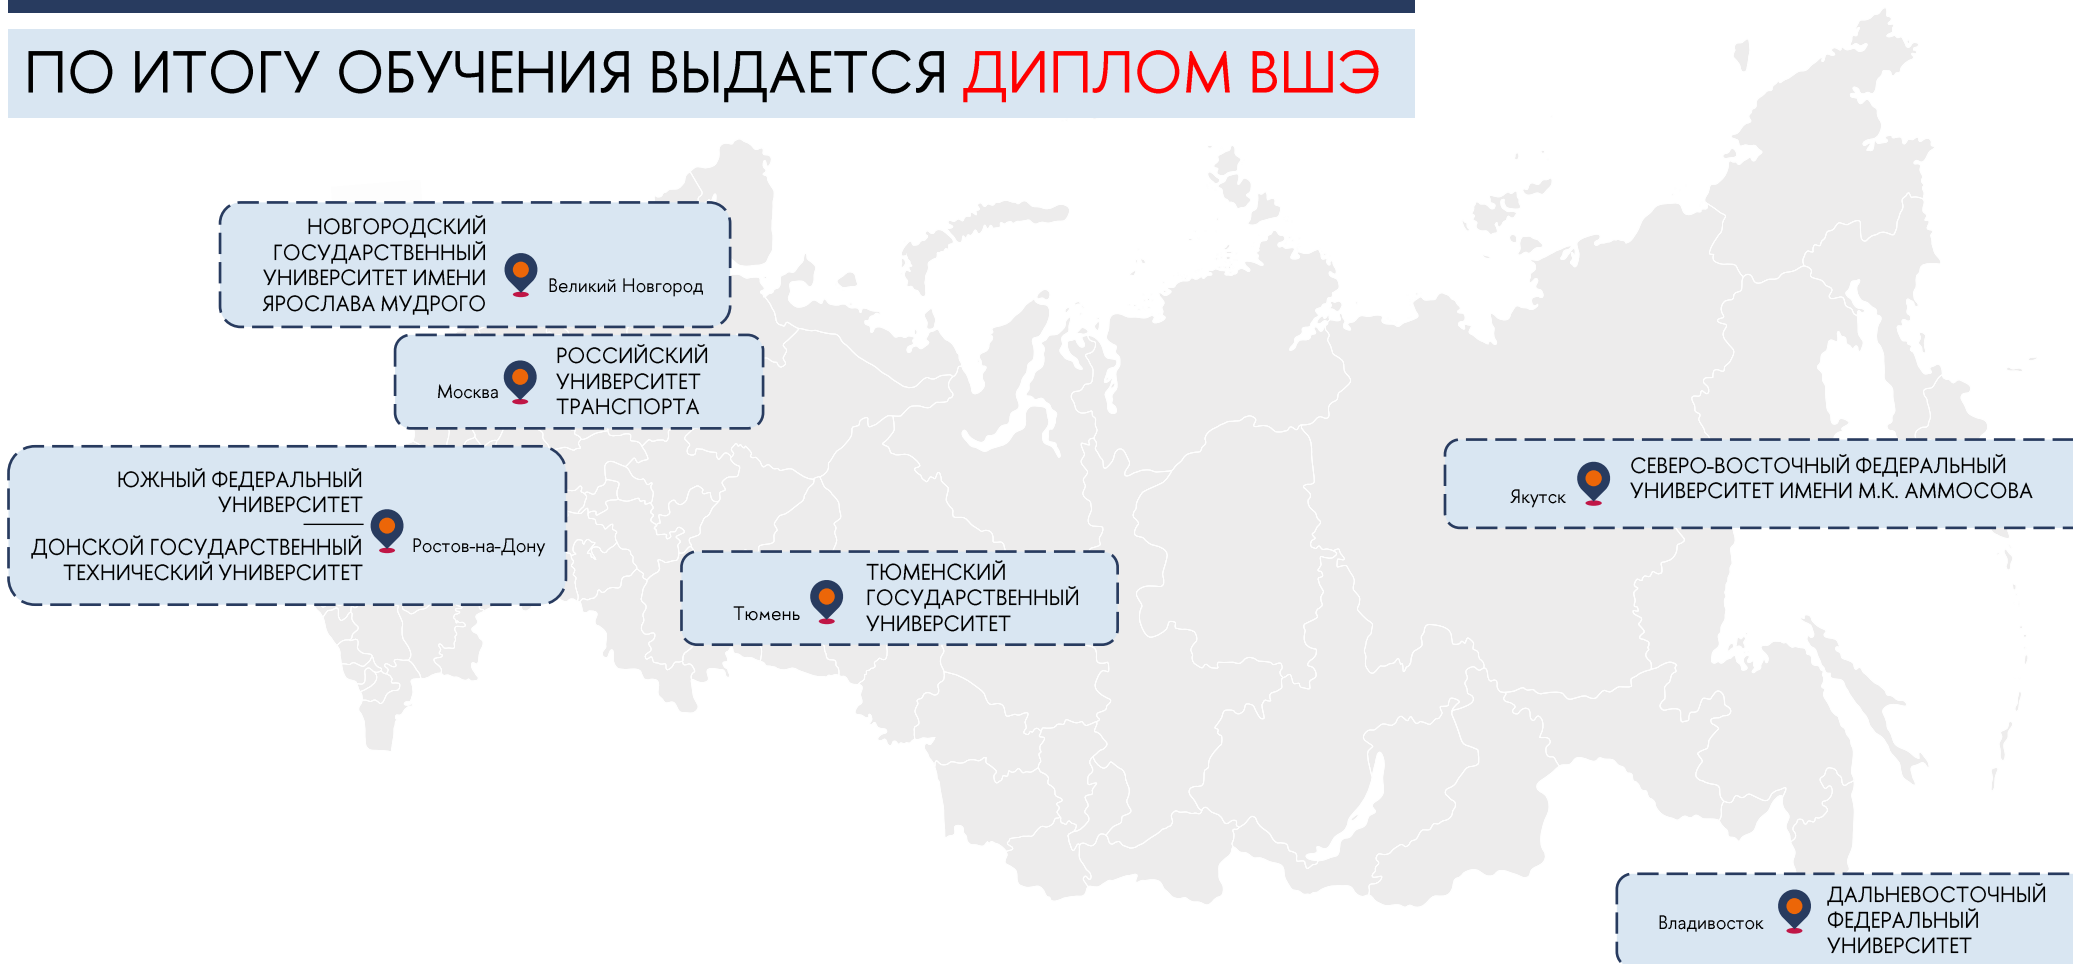 ПО ИТОГУ ОБУЧЕНИЯ ВЫДАЕТСЯ ДИПЛОМ ВШЭ
НОВГОРОДСКИЙ
ГОСУДАРСТВЕННЫЙ
УНИВЕРСИТЕТ ИМЕНИ
ЯРОСЛАВА МУДРОГО
Великий Новгород
Москва
РОССИЙСКИЙ
УНИВЕРСИТЕТ
ТРАНСПОРТА
ЮЖНЫЙ ФЕДЕРАЛЬНЫЙ
УНИВЕРСИТЕТ
ДОНСКОЙ ГОСУДАРСТВЕННЫЙ
ТЕХНИЧЕСКИЙ УНИВЕРСИТЕТ
Ростов-на-Дону
Тюмень
ТЮМЕНСКИЙ
ГОСУДАРСТВЕННЫЙ
УНИВЕРСИТЕТ
Якутск
СЕВЕРО-ВОСТОЧНЫЙ ФЕДЕРАЛЬНЫЙ
УНИВЕРСИТЕТ ИМЕНИ М.К. АММОСОВА
Владивосток
ДАЛЬНЕВОСТОЧНЫЙ
ФЕДЕРАЛЬНЫЙ
УНИВЕРСИТЕТ